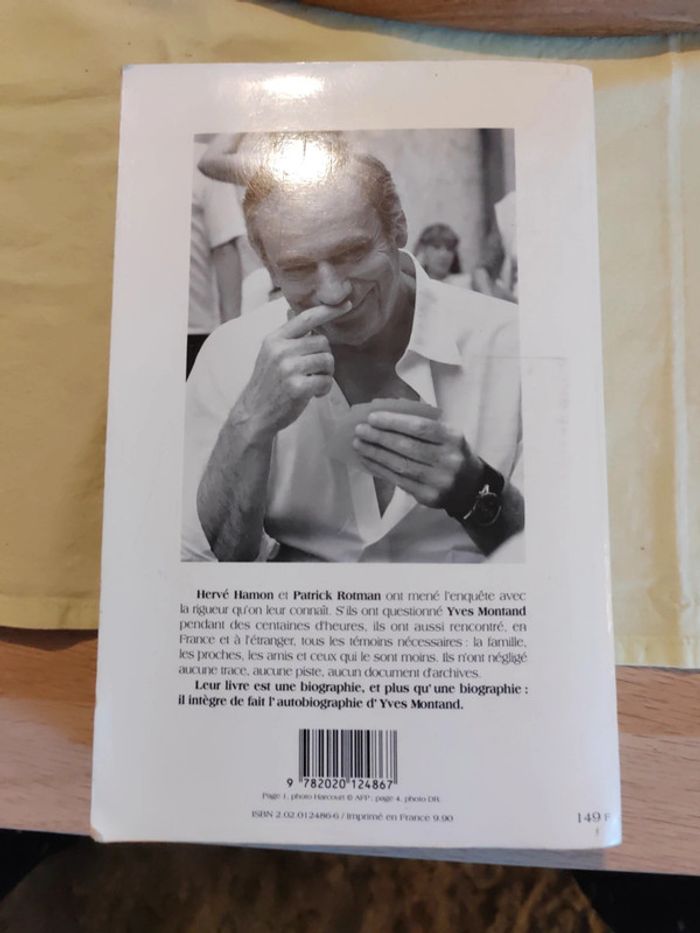 Hervé Hamon et Patrick Rotman ont mené l'enquête avec
la rigueur qu'on leur connaît. S'ils ont questionné Yves Montand
pendant des centaines d'heures, ils ont aussi rencontré, en
France et à l'étranger, tous les témoins nécessaires : la famille,
les proches, les amis et ceux qui le sont moins. Ils n'ont négligé
aucune trace, aucune piste, aucun document d'archives.
Leur livre est une biographie, et plus qu'une biographie :
il intègre de fait l'autobiographie d'Yves Montand.
9 782020 124867
Page 1, photo Harcourt © AFP ; page 4, photo DR.
ISBN 2.02.012486-6 / Imprimé en France 9.90
149 F